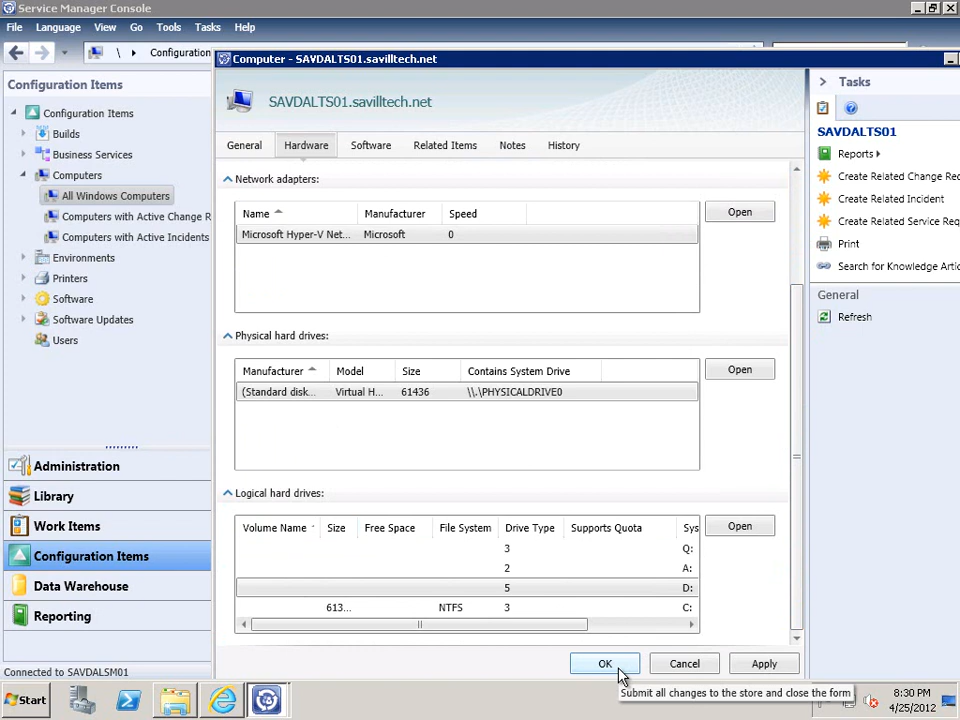 Service Manager Console
File Language View Go Tools Tasks Help
\ Configuration
Computer - SAVDALTS01.savilltech.net
Configuration Items
Configuration Items
Builds
Business Services
Computers
All Windows Computers
Computers with Active Change R
Computers with Active Incidents
Environments
Printers
Software
Software Updates
Users
Administration
Library
Work Items
Configuration Items
Data Warehouse
Reporting
Connected to SAVDALSM01
SAVDALTS01.savilltech.net
General Hardware Software Related Items Notes History
Network adapters:
Name Manufacturer Speed
Microsoft Hyper-V Net... Microsoft 0
Open
Physical hard drives:
Manufacturer Model Size Contains System Drive
(Standard disk... Virtual H... 61436 \\.\PHYSICALDRIVE0
Open
Logical hard drives:
Volume Name Size Free Space File System Drive Type Supports Quota Sys
3 Q:
2 A:
5 D:
613... NTFS 3 C:
Open
OK Cancel Apply
Submit all changes to the store and close the form
Tasks
SAVDALTS01
Reports
Create Related Change Rec
Create Related Incident
Create Related Service Req
Print
Search for Knowledge Artic
General
Refresh
Start
8:30 PM
4/25/2012